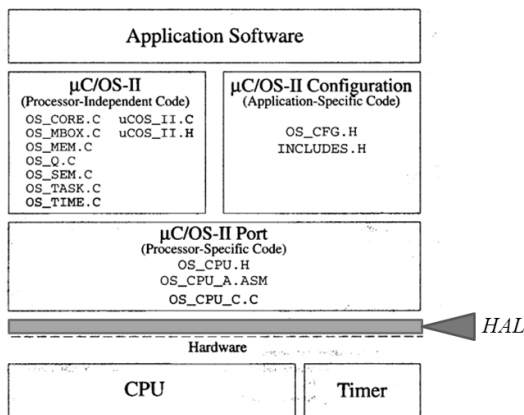 Application Software
µC/OS-II
(Processor-Independent Code)
OS_CORE.C uCOS_II.C
OS_MBOX.C uCOS_II.H
OS_MEM.C
OS_Q.C
OS_SEM.C
OS_TASK.C
OS_TIME.C
µC/OS-II Configuration
(Application-Specific Code)
OS_CFG.H
INCLUDES.H
µC/OS-II Port
(Processor-Specific Code)
OS_CPU.H
OS_CPU_A.ASM
OS_CPU_C.C
HAL
Hardware
CPU
Timer